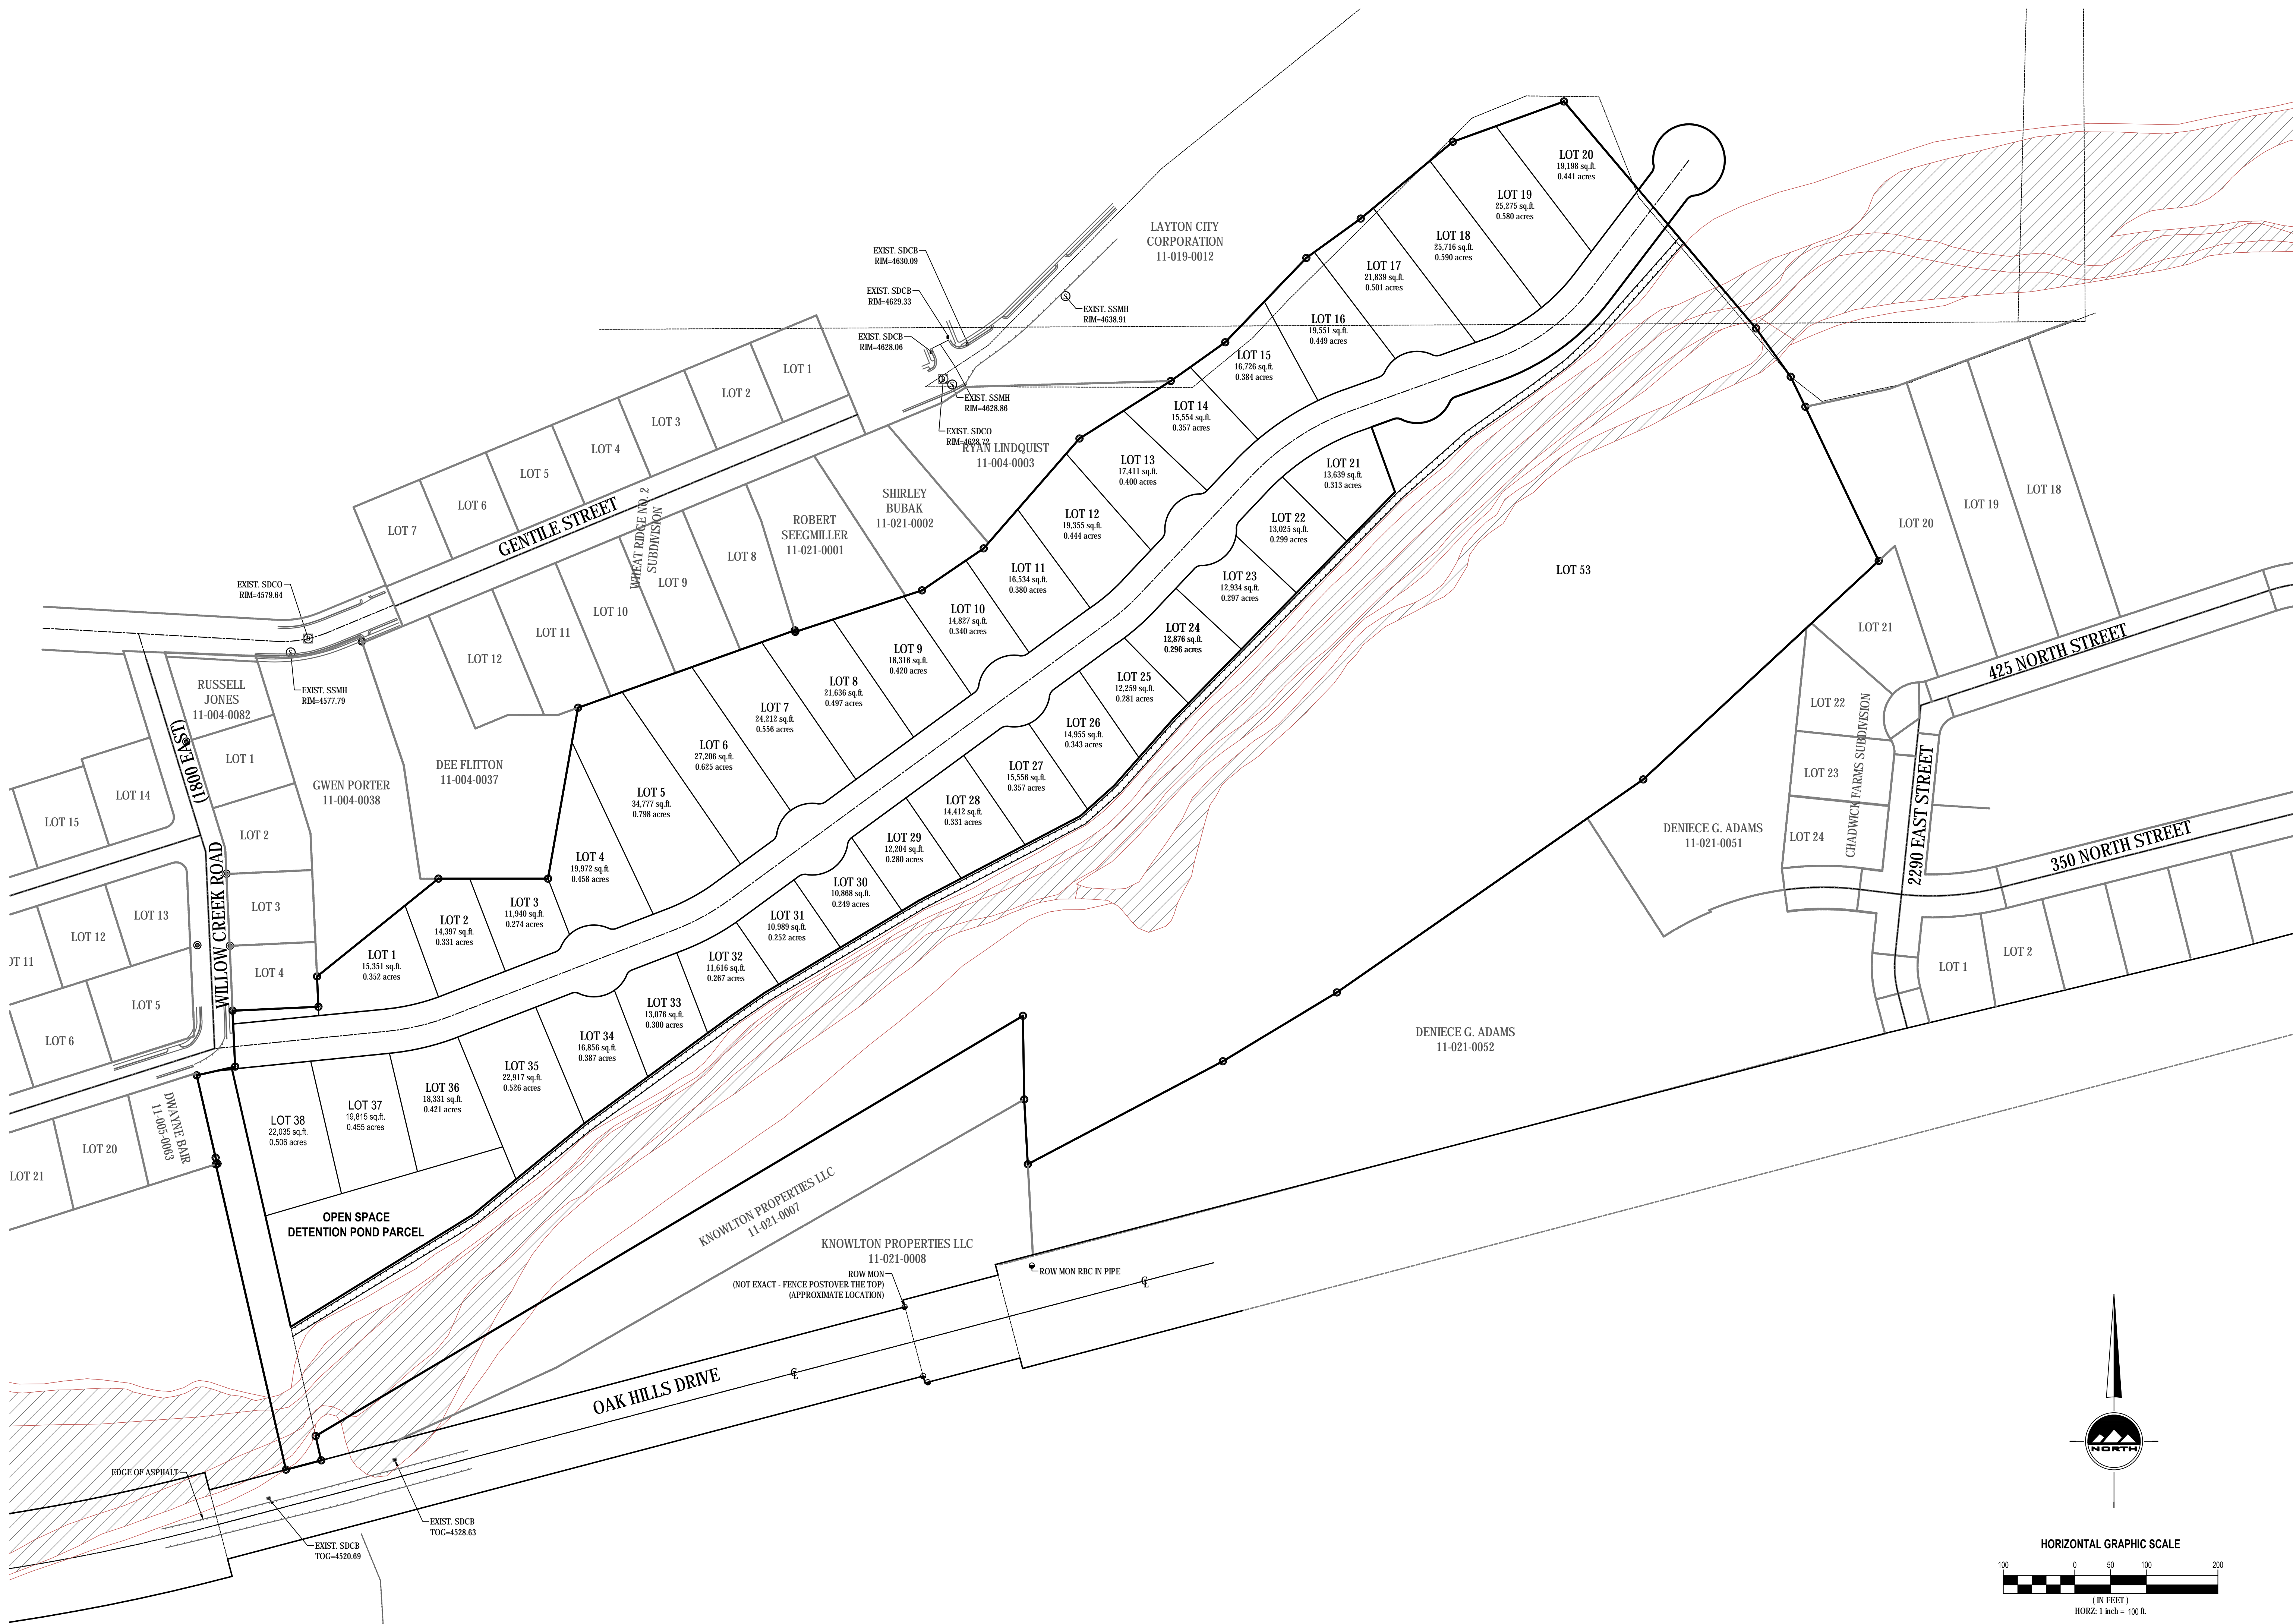 LOT 20
19,198 sq.ft.
0.441 acres
LOT 19
25,275 sq.ft.
0.580 acres
LOT 18
25,716 sq.ft.
0.590 acres
LOT 17
21,839 sq.ft.
0.501 acres
LOT 16
19,551 sq.ft.
0.449 acres
LOT 15
16,726 sq.ft.
0.384 acres
LOT 14
15,554 sq.ft.
0.357 acres
LOT 13
17,411 sq.ft.
0.400 acres
LOT 12
19,355 sq.ft.
0.444 acres
LOT 11
16,534 sq.ft.
0.380 acres
LOT 10
14,827 sq.ft.
0.340 acres
LOT 9
18,316 sq.ft.
0.420 acres
LOT 8
21,636 sq.ft.
0.497 acres
LOT 7
24,212 sq.ft.
0.556 acres
LOT 6
27,206 sq.ft.
0.625 acres
LOT 5
34,777 sq.ft.
0.798 acres
LOT 4
19,972 sq.ft.
0.458 acres
LOT 3
11,940 sq.ft.
0.274 acres
LOT 2
14,397 sq.ft.
0.331 acres
LOT 1
15,351 sq.ft.
0.352 acres
LOT 21
13,639 sq.ft.
0.313 acres
LOT 22
13,025 sq.ft.
0.299 acres
LOT 23
12,934 sq.ft.
0.297 acres
LOT 24
12,876 sq.ft.
0.296 acres
LOT 25
12,259 sq.ft.
0.281 acres
LOT 26
14,955 sq.ft.
0.343 acres
LOT 27
15,556 sq.ft.
0.357 acres
LOT 28
14,412 sq.ft.
0.331 acres
LOT 29
12,204 sq.ft.
0.280 acres
LOT 30
10,868 sq.ft.
0.249 acres
LOT 31
10,989 sq.ft.
0.252 acres
LOT 32
11,616 sq.ft.
0.267 acres
LOT 33
13,076 sq.ft.
0.300 acres
LOT 34
16,856 sq.ft.
0.387 acres
LOT 35
22,917 sq.ft.
0.526 acres
LOT 36
18,331 sq.ft.
0.421 acres
LOT 37
19,815 sq.ft.
0.455 acres
LOT 38
22,035 sq.ft.
0.506 acres
OPEN SPACE
DETENTION POND PARCEL
LOT 53
LAYTON CITY
CORPORATION
11-019-0012
EXIST. SDCB
RIM=4630.09
EXIST. SDCB
RIM=4629.33
EXIST. SDCB
RIM=4628.06
EXIST. SSMH
RIM=4638.91
EXIST. SSMH
RIM=4628.86
EXIST. SDCO
RIM=4628.72
RYAN LINDQUIST
11-004-0003
SHIRLEY
BUBAK
11-021-0002
ROBERT
SEEGMILLER
11-021-0001
LOT 1
LOT 2
LOT 3
LOT 4
LOT 5
LOT 6
LOT 7
GENTILE STREET
WHEAT RIDGE NO. 2
SUBDIVISION
LOT 8
LOT 9
LOT 10
LOT 11
LOT 12
EXIST. SDCO
RIM=4579.64
EXIST. SSMH
RIM=4577.79
RUSSELL
JONES
11-004-0082
(1800 EAST)
WILLOW CREEK ROAD
LOT 1
LOT 2
LOT 3
LOT 4
GWEN PORTER
11-004-0038
DEE FLITTON
11-004-0037
LOT 14
LOT 15
LOT 13
LOT 12
OT 11
LOT 5
LOT 6
DWAYNE BAIR
11-005-0063
LOT 20
LOT 21
KNOWLTON PROPERTIES LLC
11-021-0007
KNOWLTON PROPERTIES LLC
11-021-0008
ROW MON
(NOT EXACT - FENCE POSTOVER THE TOP)
(APPROXIMATE LOCATION)
ROW MON RBC IN PIPE
OAK HILLS DRIVE
EDGE OF ASPHALT
EXIST. SDCB
TOG=4528.63
EXIST. SDCB
TOG=4520.69
DENIECE G. ADAMS
11-021-0052
DENIECE G. ADAMS
11-021-0051
LOT 18
LOT 19
LOT 20
LOT 21
LOT 22
LOT 23
LOT 24
CHADWICK FARMS SUBDIVISION
425 NORTH STREET
2290 EAST STREET
350 NORTH STREET
LOT 1
LOT 2
NORTH
HORIZONTAL GRAPHIC SCALE
100 0 50 100 200
( IN FEET )
HORZ: 1 inch = 100 ft.